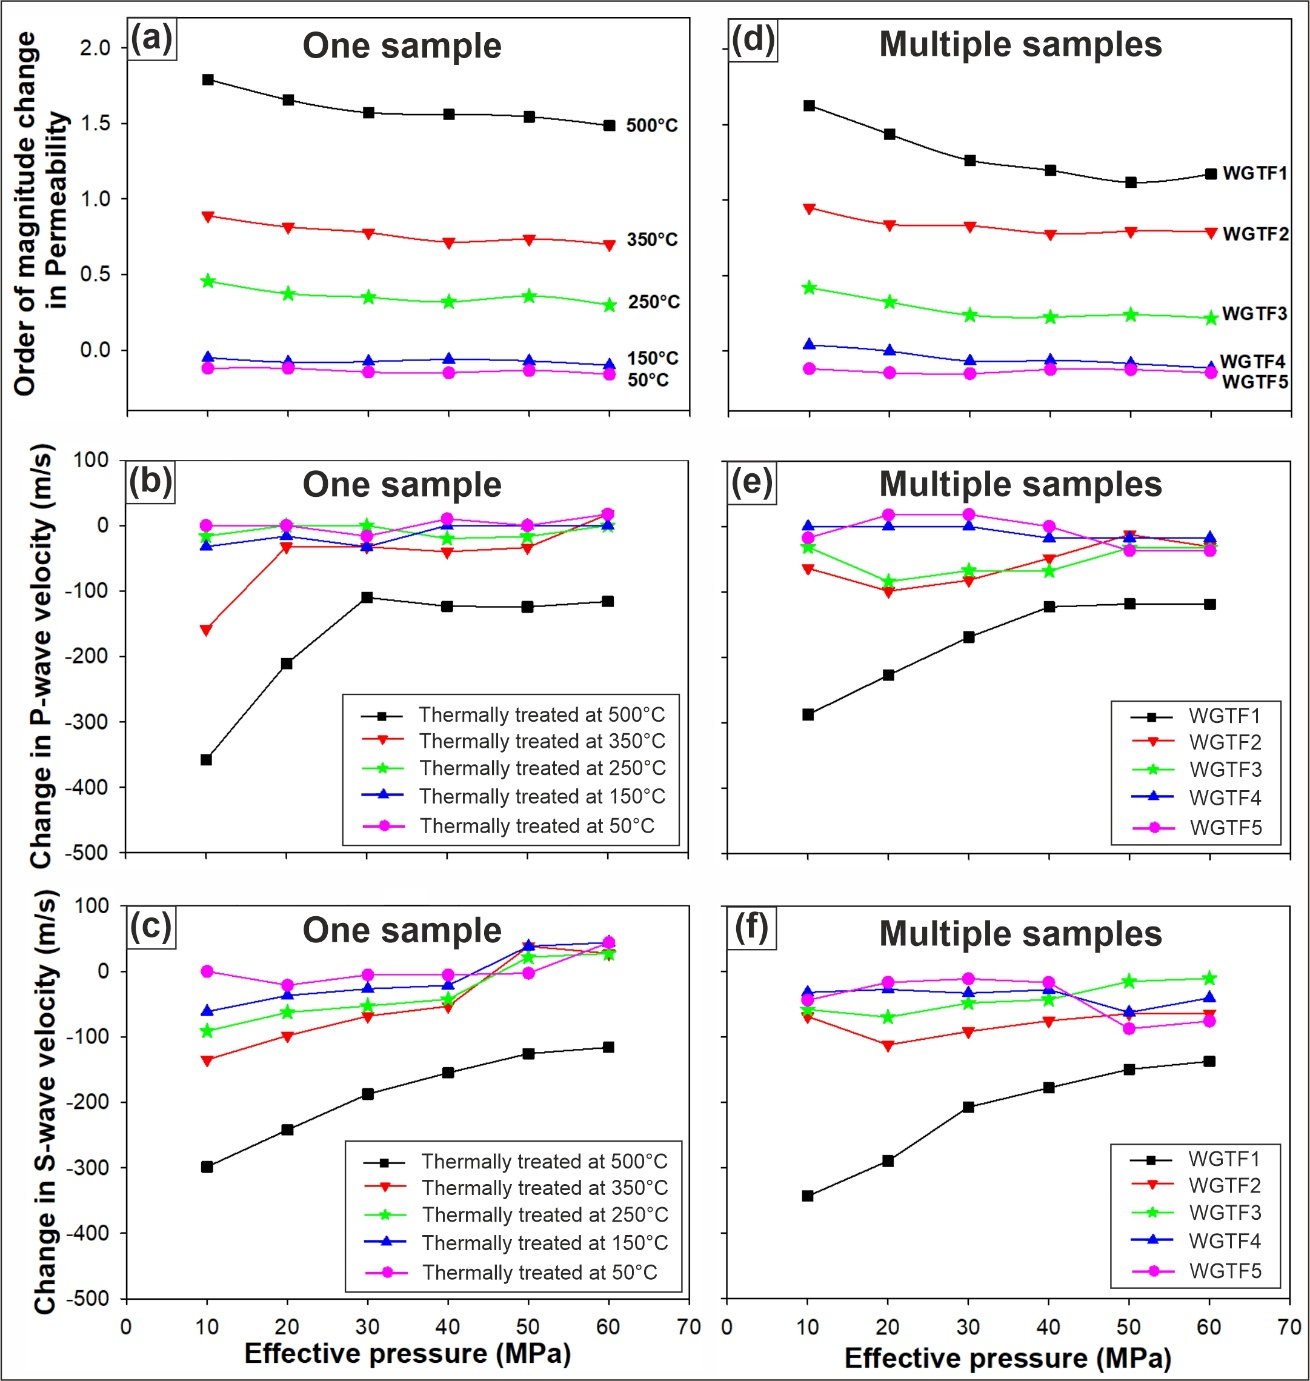 (a)
One sample
Order of magnitude change
in Permeability
2.0
1.5
1.0
0.5
0.0
500°C
350°C
250°C
150°C
50°C
(d)
Multiple samples
WGTF1
WGTF2
WGTF3
WGTF4
WGTF5
(b)
One sample
Change in P-wave velocity (m/s)
100
0
-100
-200
-300
-400
-500
Thermally treated at 500°C
Thermally treated at 350°C
Thermally treated at 250°C
Thermally treated at 150°C
Thermally treated at 50°C
(e)
Multiple samples
WGTF1
WGTF2
WGTF3
WGTF4
WGTF5
(c)
One sample
Change in S-wave velocity (m/s)
100
0
-100
-200
-300
-400
-500
Thermally treated at 500°C
Thermally treated at 350°C
Thermally treated at 250°C
Thermally treated at 150°C
Thermally treated at 50°C
0 10 20 30 40 50 60 70
Effective pressure (MPa)
(f)
Multiple samples
WGTF1
WGTF2
WGTF3
WGTF4
WGTF5
0 10 20 30 40 50 60 70
Effective pressure (MPa)